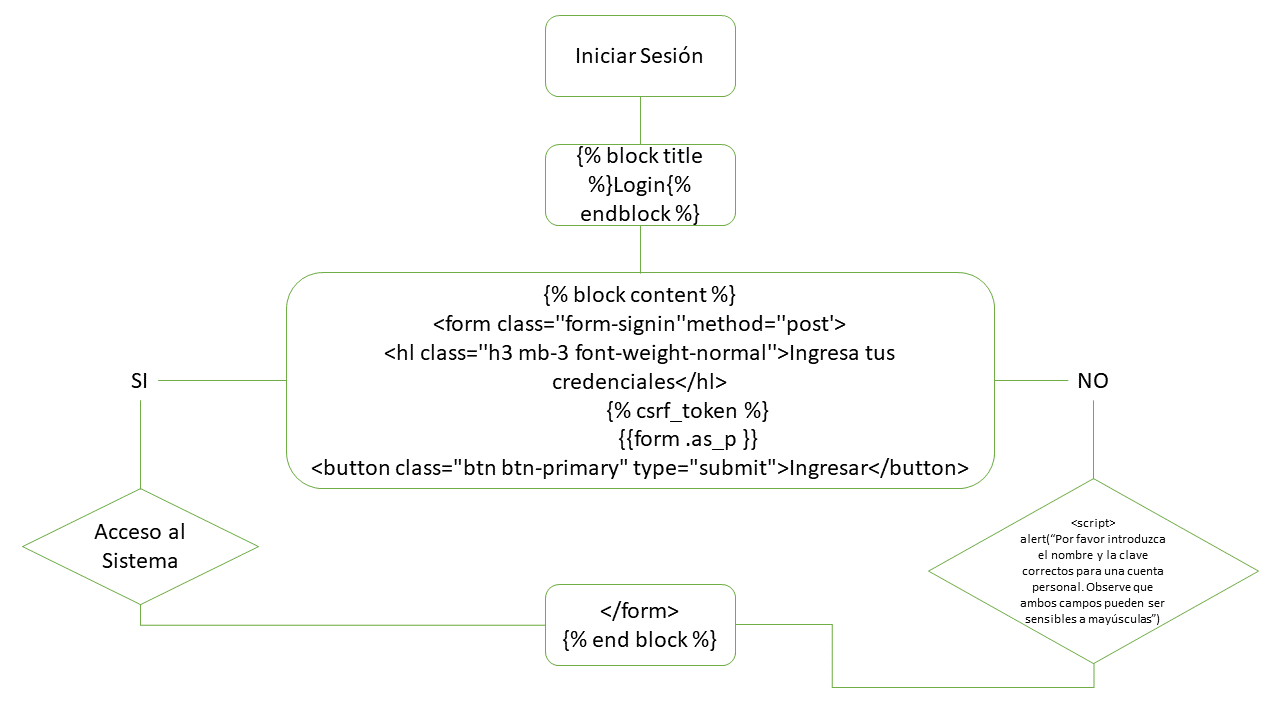 Iniciar Sesión
{% block title
%}Login{%
endblock %}
{% block content %}
<form class=''form-signin''method=''post'>
<hl class=''h3 mb-3 font-weight-normal''>Ingresa tus
credenciales</hl>
{% csrf_token %}
{{form .as_p }}
<button class="btn btn-primary" type="submit">Ingresar</button>
SI
NO
Acceso al
Sistema
<script>
alert(“Por favor introduzca
el nombre y la clave
correctos para una cuenta
personal. Observe que
ambos campos pueden ser
sensibles a mayúsculas”)
</form>
{% end block %}